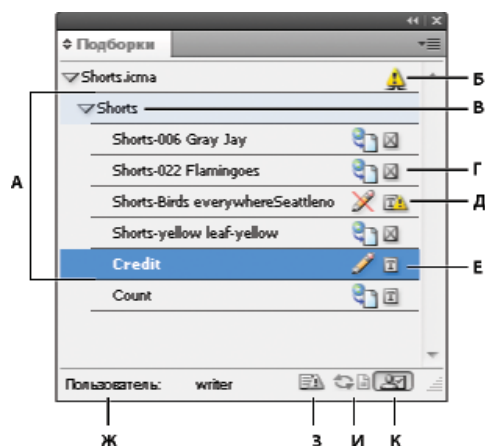 Подборки
Shorts.icma
Б
Shorts
В
Shorts-006 Gray Jay
Shorts-022 Flamingoes
Г
А
Shorts-Birds everywhereSeattleno
Д
Shorts-yellow leaf-yellow
Credit
Е
Count
Пользователь: writer
Ж З И К